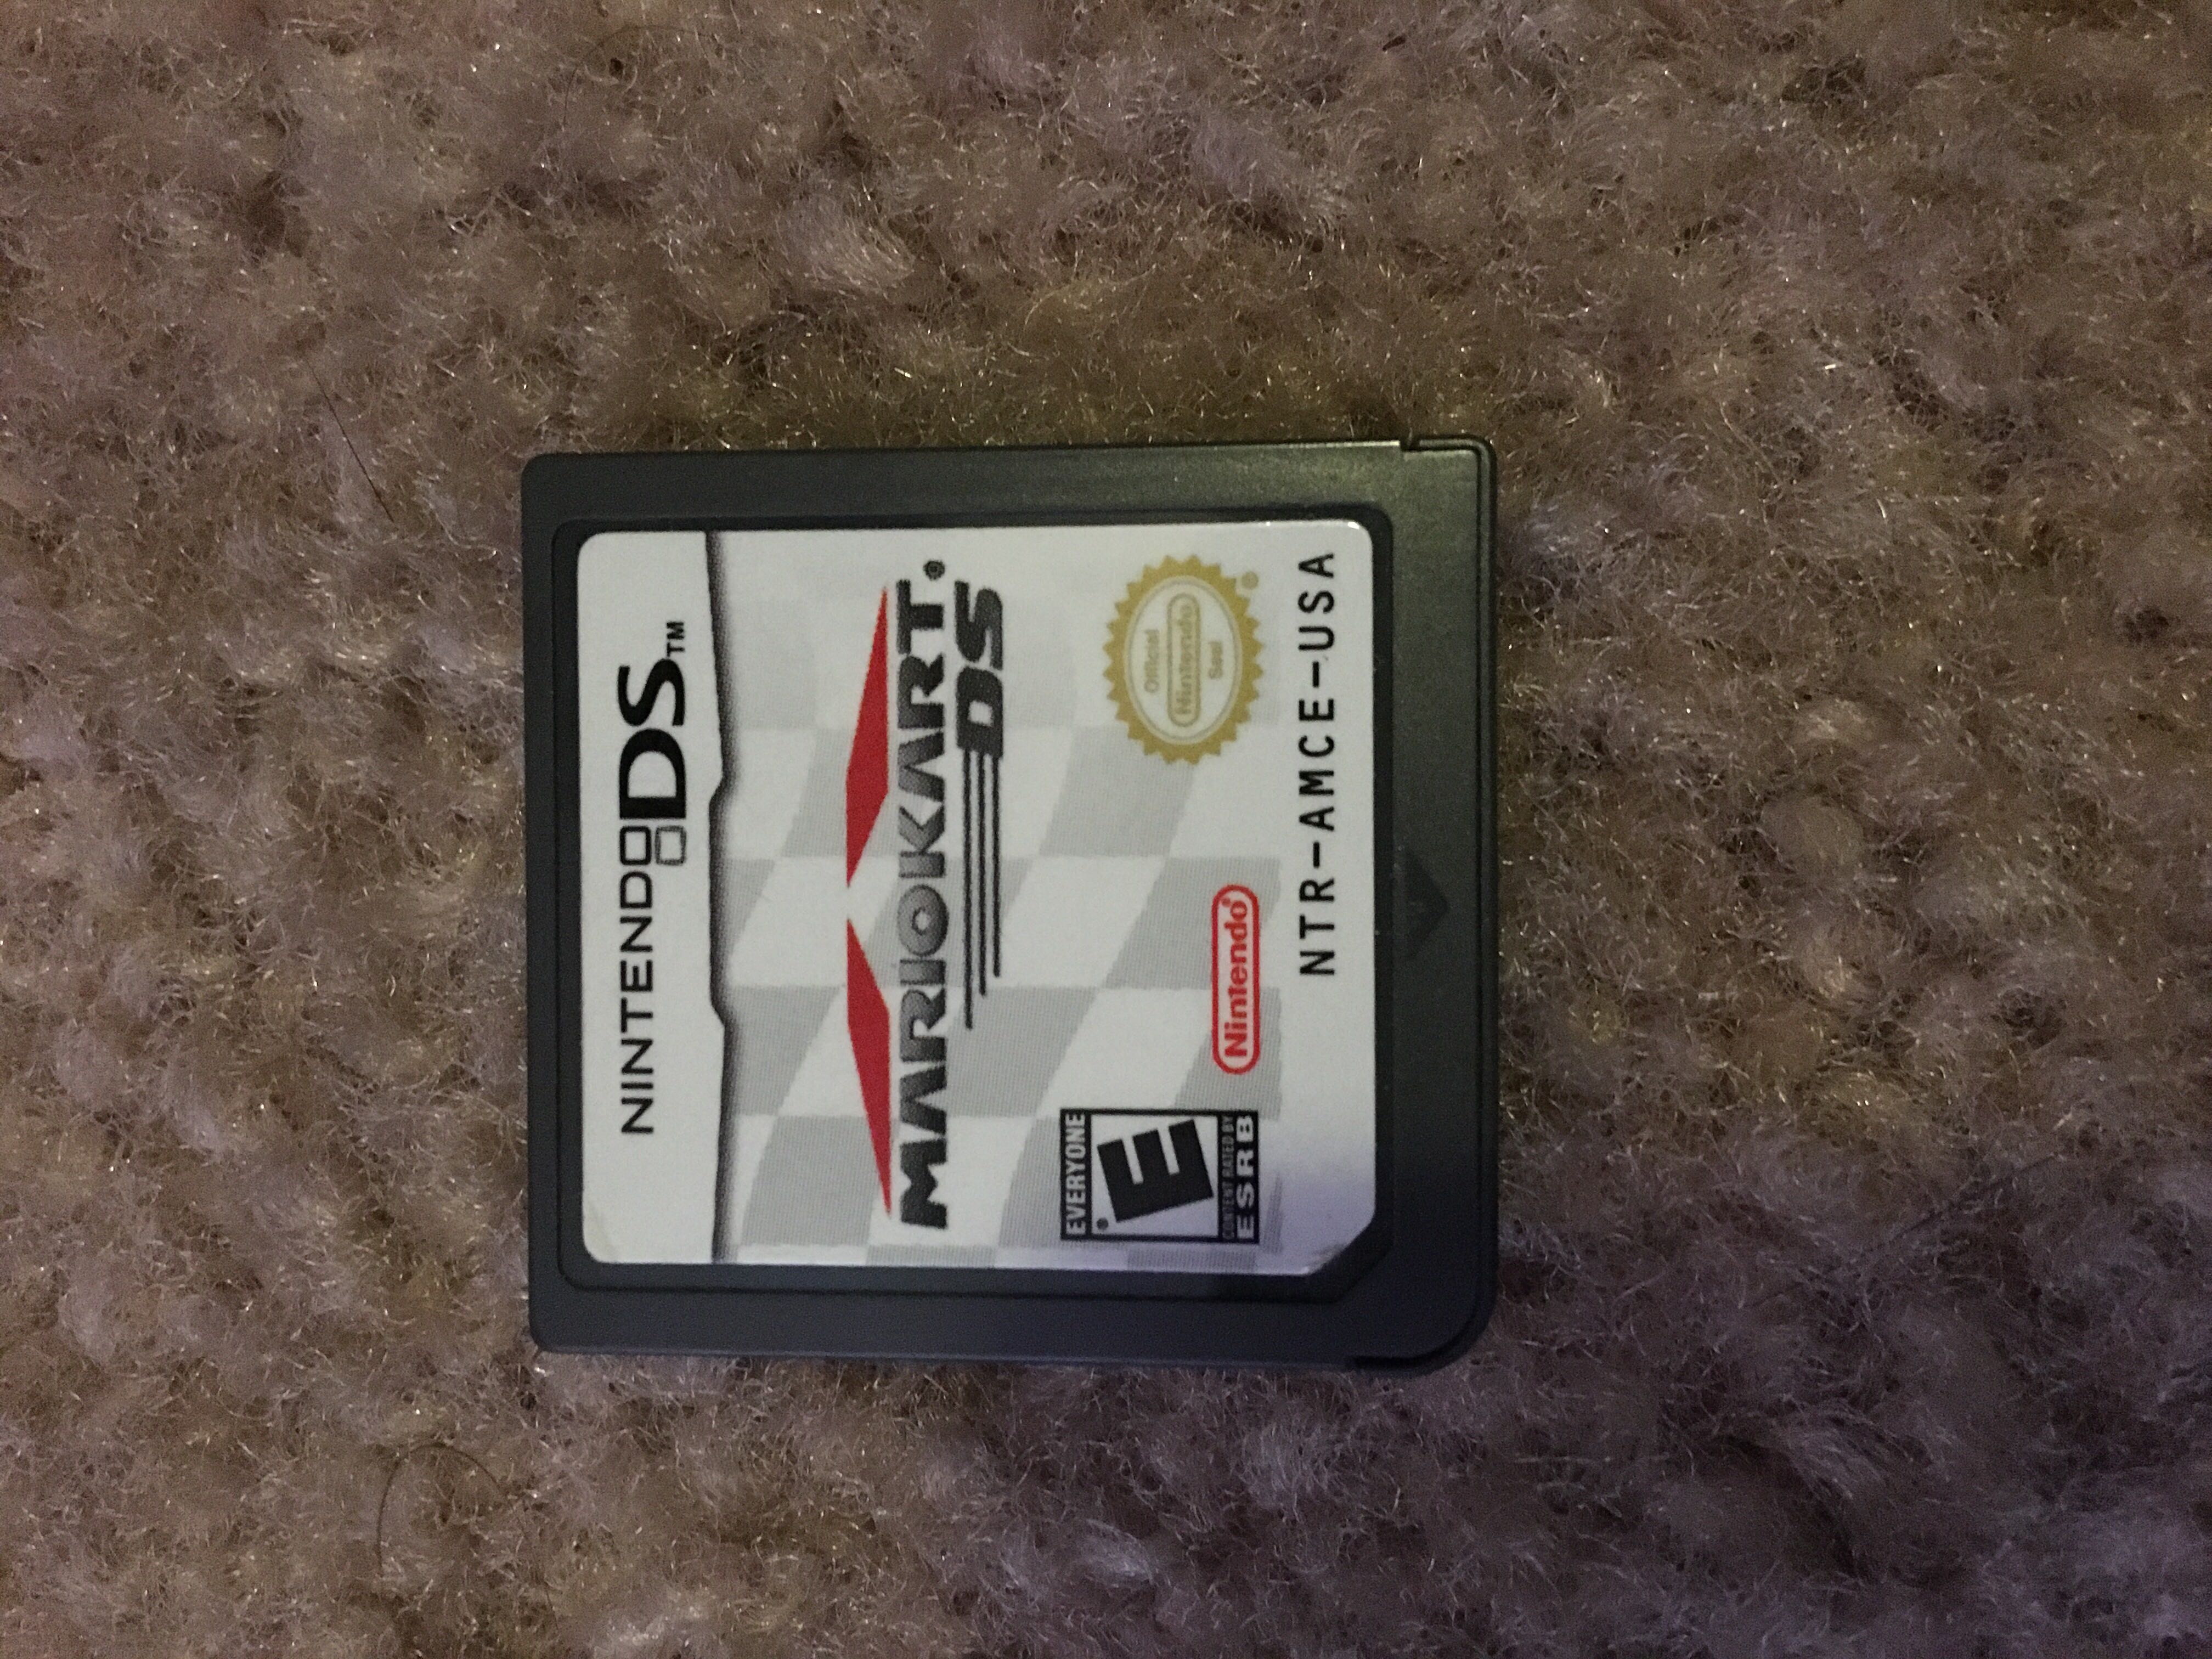 NINTENDO DS™
MARIOKART®
DS
EVERYONE
E®
CONTENT RATED BY
ESRB
Nintendo®
Official
Nintendo
Seal
®
NTR-AMCE-USA